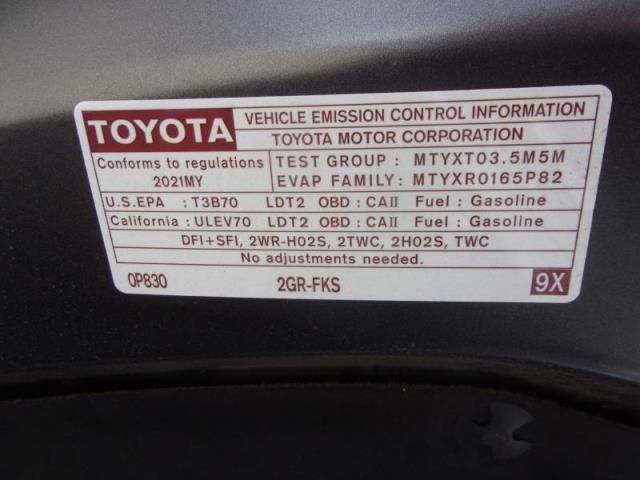 TOYOTA
VEHICLE EMISSION CONTROL INFORMATION
TOYOTA MOTOR CORPORATION
Conforms to regulations
2021MY
TEST GROUP : MTYXT03.5M5M
EVAP FAMILY: MTYXR0165P82
U.S.EPA : T3B70 LDT2 OBD : CAII Fuel : Gasoline
California : ULEV70 LDT2 OBD : CAII Fuel : Gasoline
DFI+SFI, 2WR-HO2S, 2TWC, 2HO2S, TWC
No adjustments needed.
0P830 2GR-FKS 9X